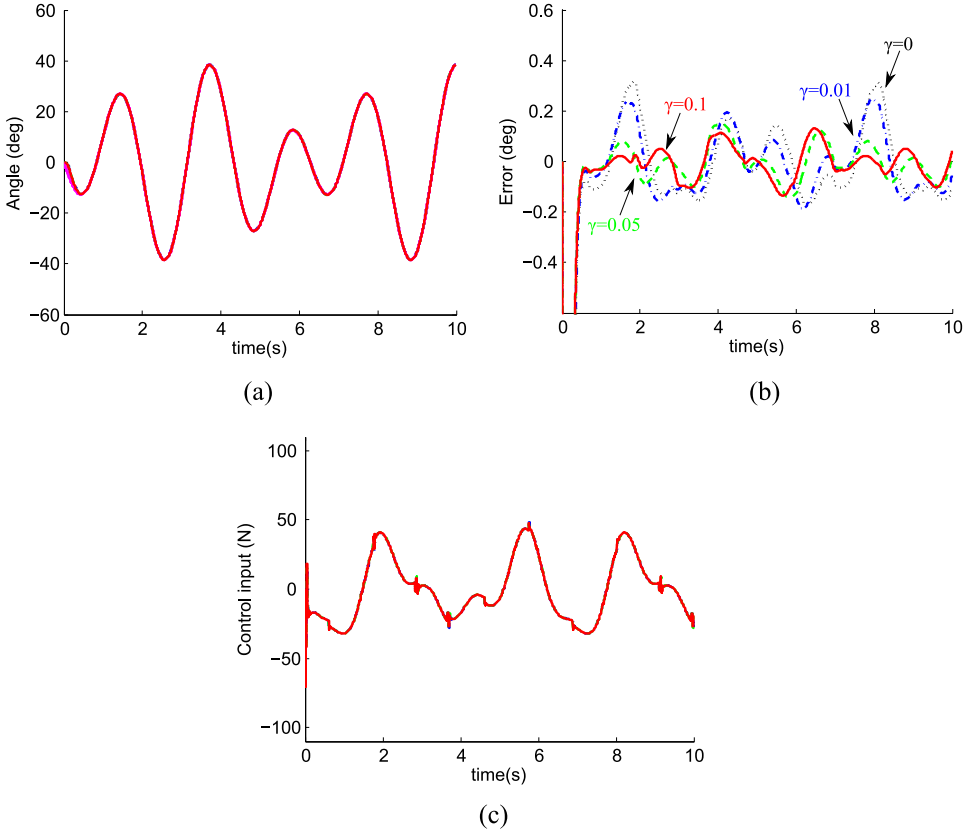 60
40
20
0
−20
−40
−60
Angle (deg)
0 2 4 6 8 10
time(s)
(a)
0.6
0.4
0.2
0
−0.2
−0.4
Error (deg)
γ=0
γ=0.01
γ=0.1
γ=0.05
0 2 4 6 8 10
time(s)
(b)
100
50
0
−50
−100
Control input (N)
0 2 4 6 8 10
time(s)
(c)